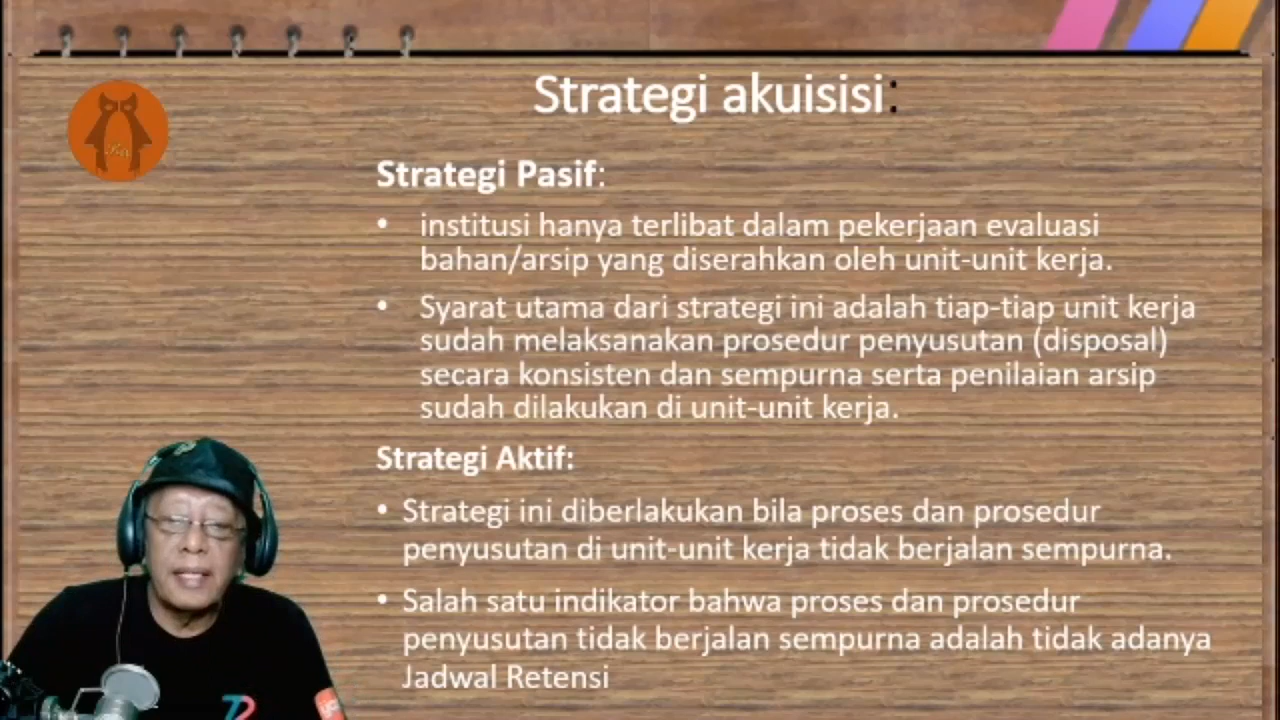 Strategi akuisisi:
Strategi Pasif:
• institusi hanya terlibat dalam pekerjaan evaluasi
bahan/arsip yang diserahkan oleh unit-unit kerja.
• Syarat utama dari strategi ini adalah tiap-tiap unit kerja
sudah melaksanakan prosedur penyusutan (disposal)
secara konsisten dan sempurna serta penilaian arsip
sudah dilakukan di unit-unit kerja.
Strategi Aktif:
• Strategi ini diberlakukan bila proses dan prosedur
penyusutan di unit-unit kerja tidak berjalan sempurna.
• Salah satu indikator bahwa proses dan prosedur
penyusutan tidak berjalan sempurna adalah tidak adanya
Jadwal Retensi